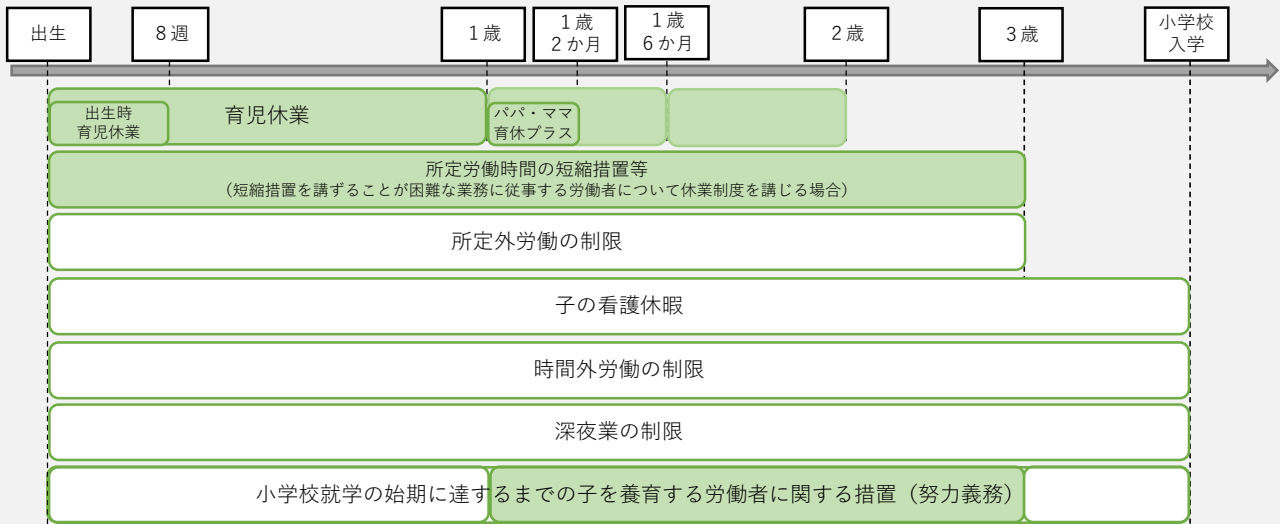 出生
8週
1歳
1歳
2か月
1歳
6か月
2歳
3歳
小学校
入学
育児休業
出生時
育児休業
パパ・ママ
育休プラス
所定労働時間の短縮措置等
(短縮措置を講ずることが困難な業務に従事する労働者について休業制度を講じる場合)
所定外労働の制限
子の看護休暇
時間外労働の制限
深夜業の制限
小学校就学の始期に達するまでの子を養育する労働者に関する措置(努力義務)